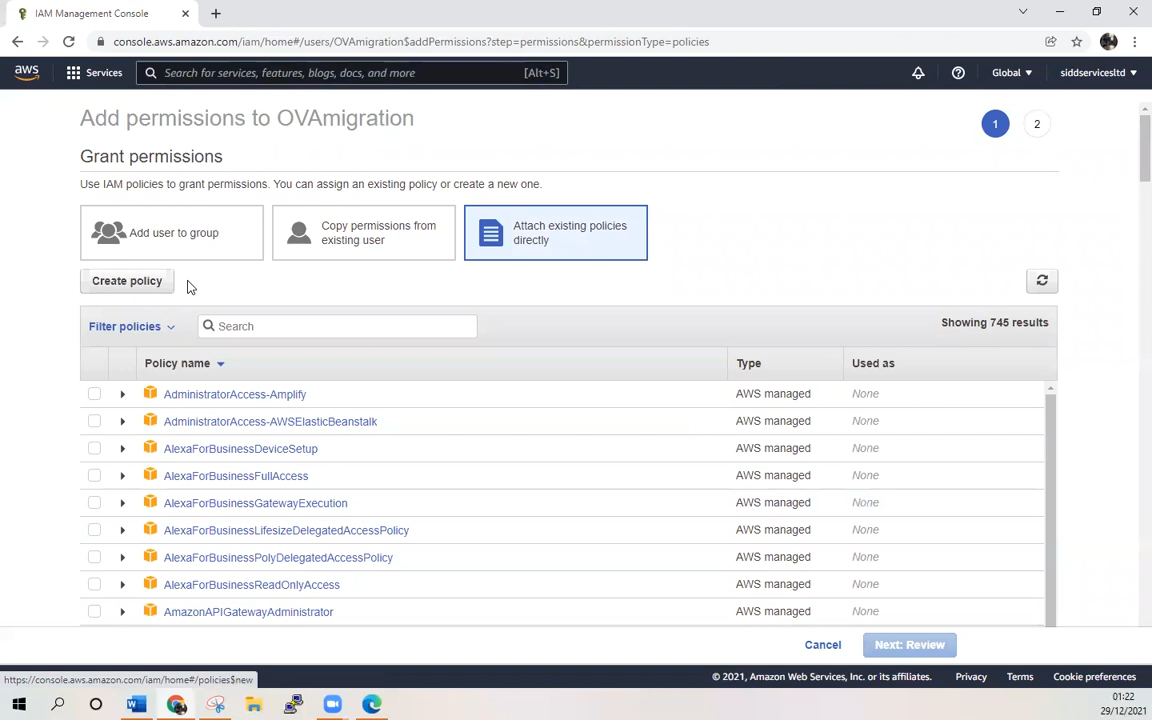 IAM Management Console
console.aws.amazon.com/iam/home#/users/OVAmigration$addPermissions?step=permissions&permissionType=policies
aws
Services
Search for services, features, blogs, docs, and more
[Alt+S]
Global
siddservicesltd
Add permissions to OVAmigration
1
2
Grant permissions
Use IAM policies to grant permissions. You can assign an existing policy or create a new one.
Add user to group
Copy permissions from
existing user
Attach existing policies
directly
Create policy
Filter policies
Search
Showing 745 results
Policy name
Type
Used as
AdministratorAccess-Amplify
AWS managed
None
AdministratorAccess-AWSElasticBeanstalk
AWS managed
None
AlexaForBusinessDeviceSetup
AWS managed
None
AlexaForBusinessFullAccess
AWS managed
None
AlexaForBusinessGatewayExecution
AWS managed
None
AlexaForBusinessLifesizeDelegatedAccessPolicy
AWS managed
None
AlexaForBusinessPolyDelegatedAccessPolicy
AWS managed
None
AlexaForBusinessReadOnlyAccess
AWS managed
None
AmazonAPIGatewayAdministrator
AWS managed
None
Cancel
Next: Review
https://console.aws.amazon.com/iam/home#/policies$new
© 2021, Amazon Web Services, Inc. or its affiliates.
Privacy
Terms
Cookie preferences
01:22
29/12/2021